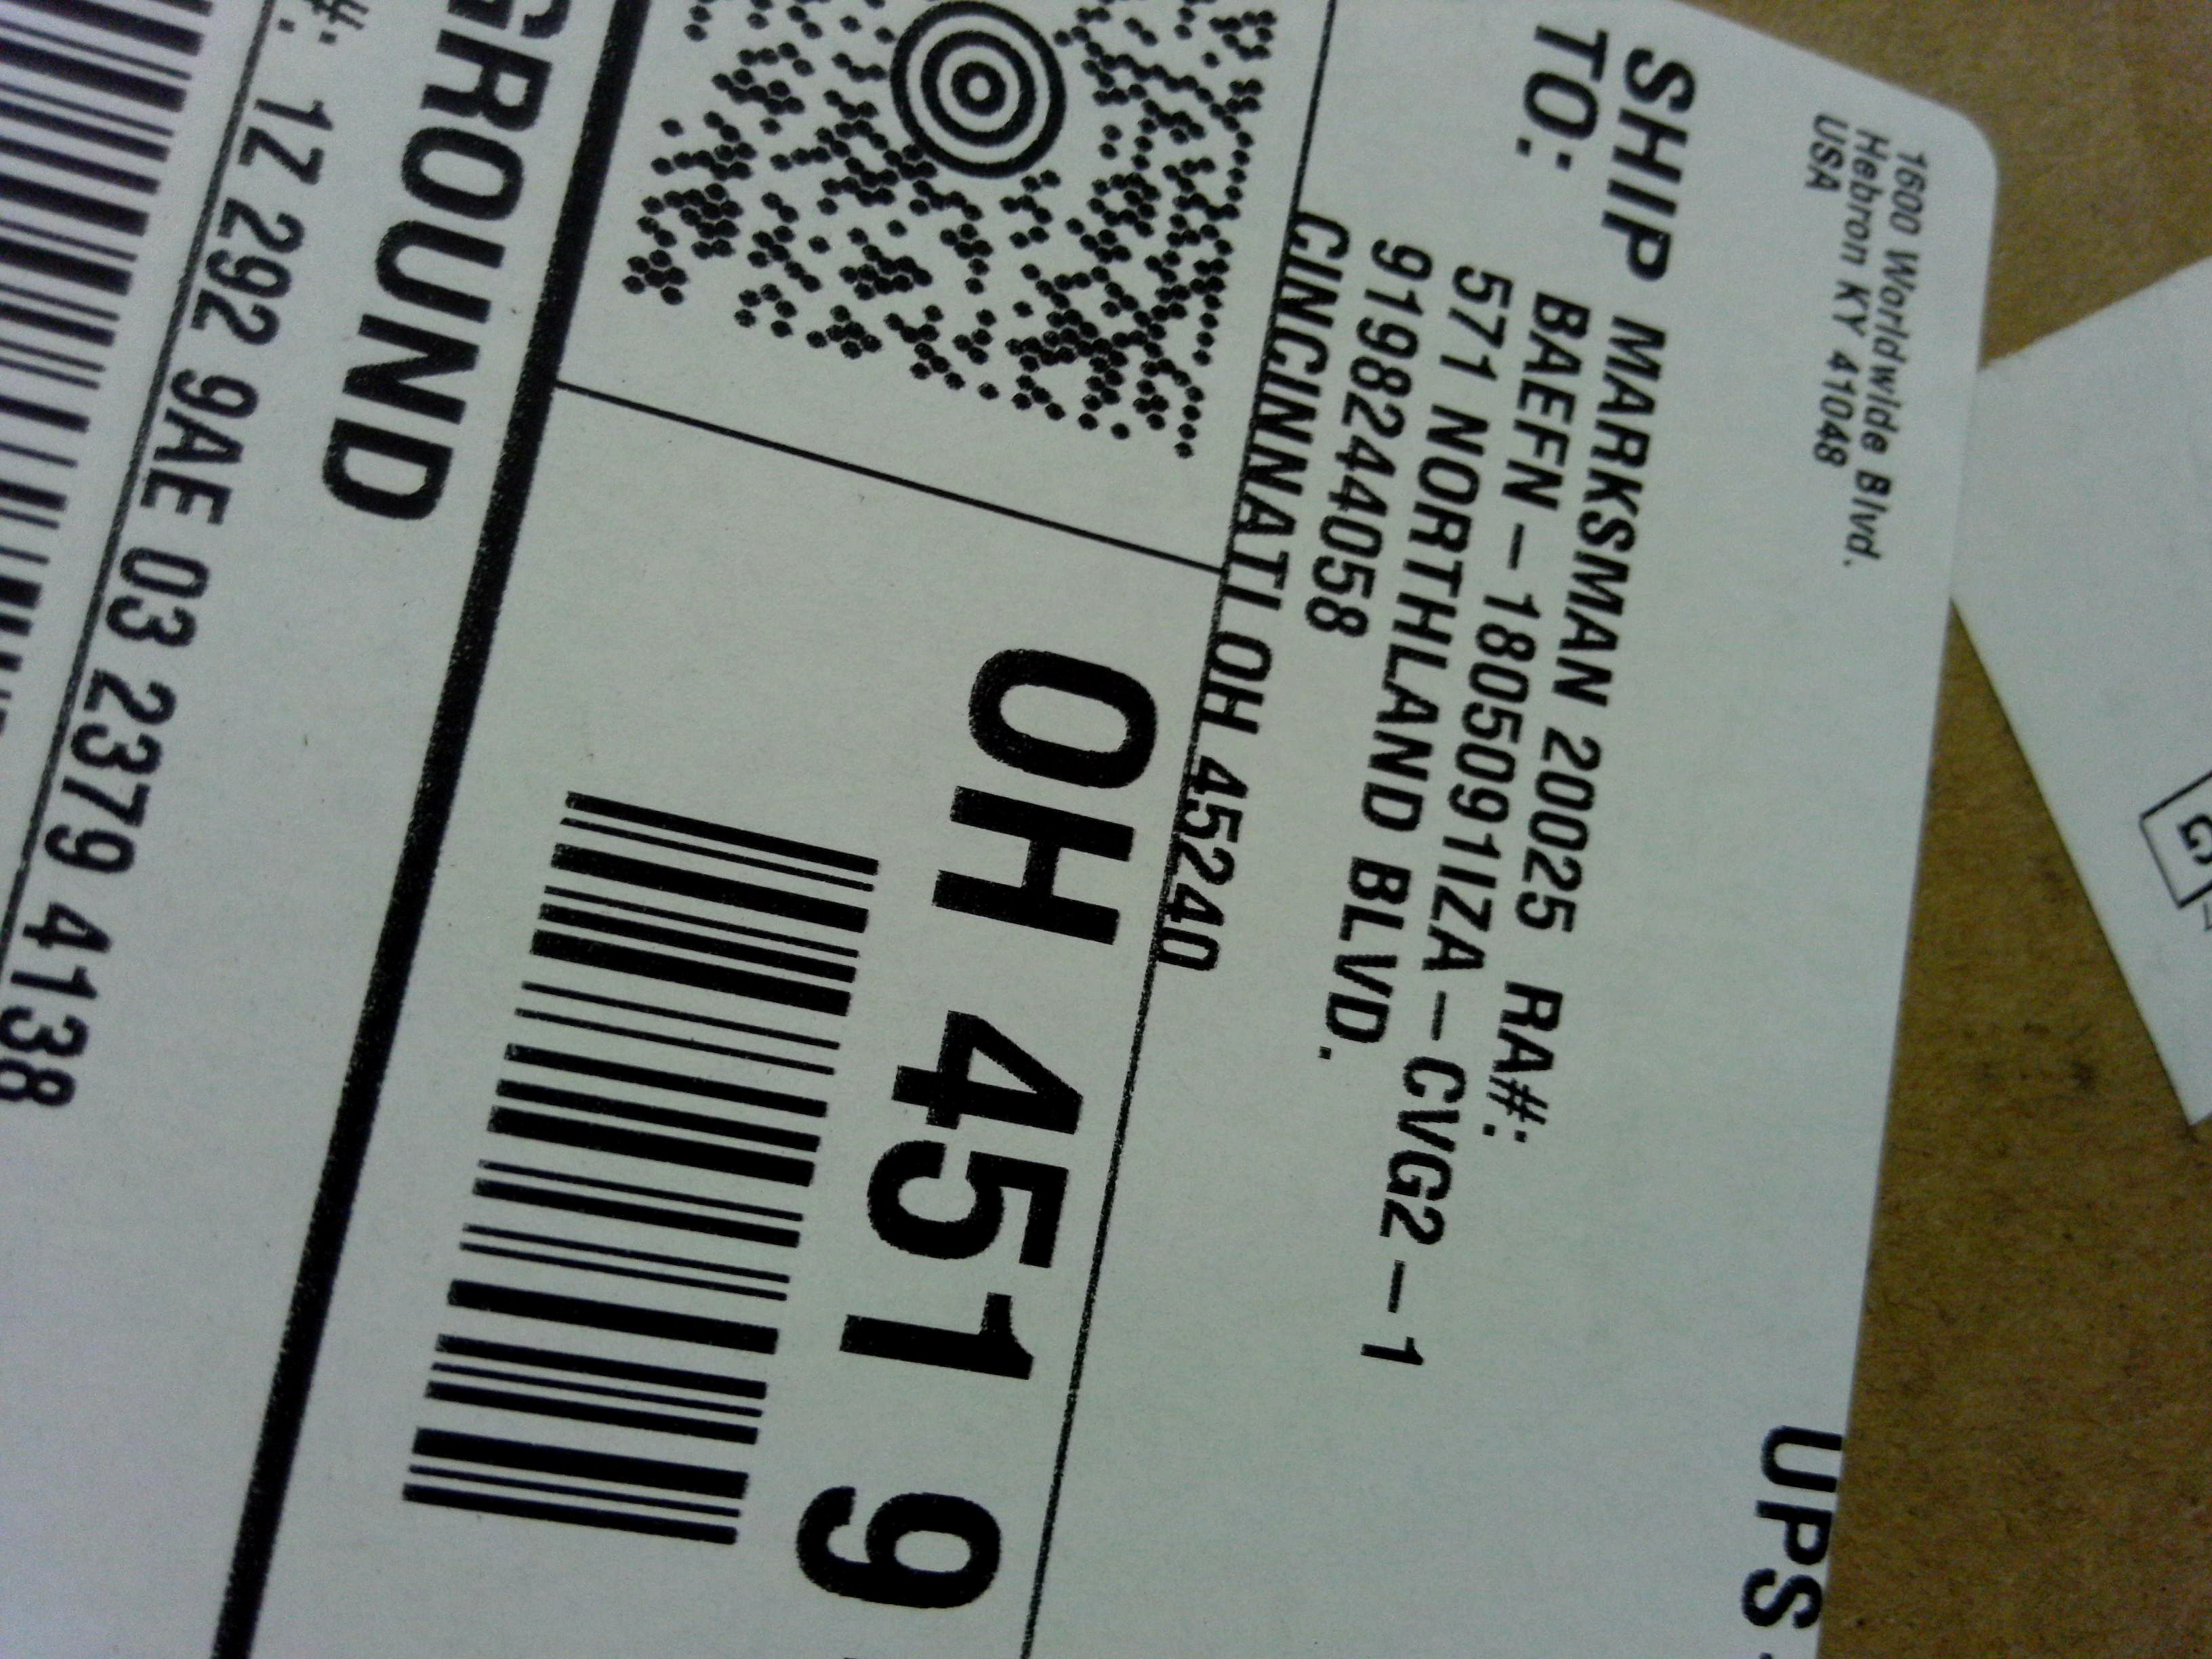 1600 Worldwide Blvd.
Hebron KY 41048
USA
UPS
SHIP MARKSMAN 200025 RA#:
TO: BAEFN – 18050911IZA – CVG2 – 1
571 NORTHLAND BLVD.
9198244058
CINCINNATI OH 45240
OH 451 9
GROUND
#: 1Z 292 9AE 03 2379 4138
G